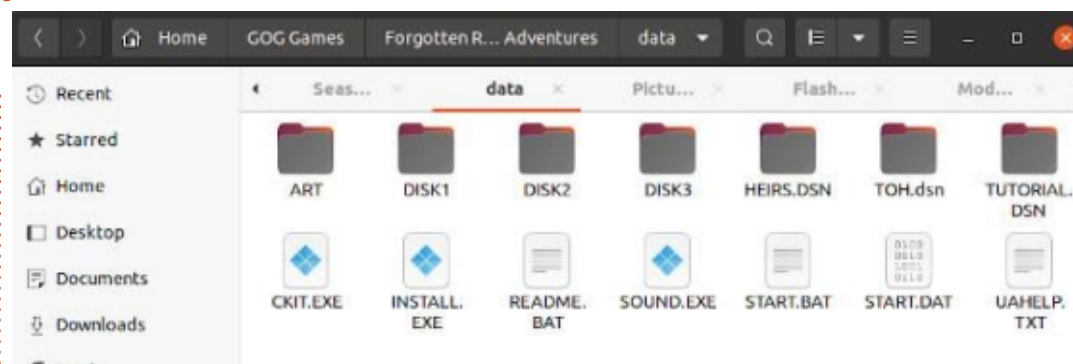 Home GOG Games Forgotten R... Adventures data
Seas... data Pictu... Flash... Mod...
Recent
Starred
Home
Desktop
Documents
Downloads
ART DISK1 DISK2 DISK3 HEIRS.DSN TOH.dsn TUTORIAL.
DSN
CKIT.EXE INSTALL. README. SOUND.EXE START.BAT START.DAT UAHELP.
EXE BAT TXT